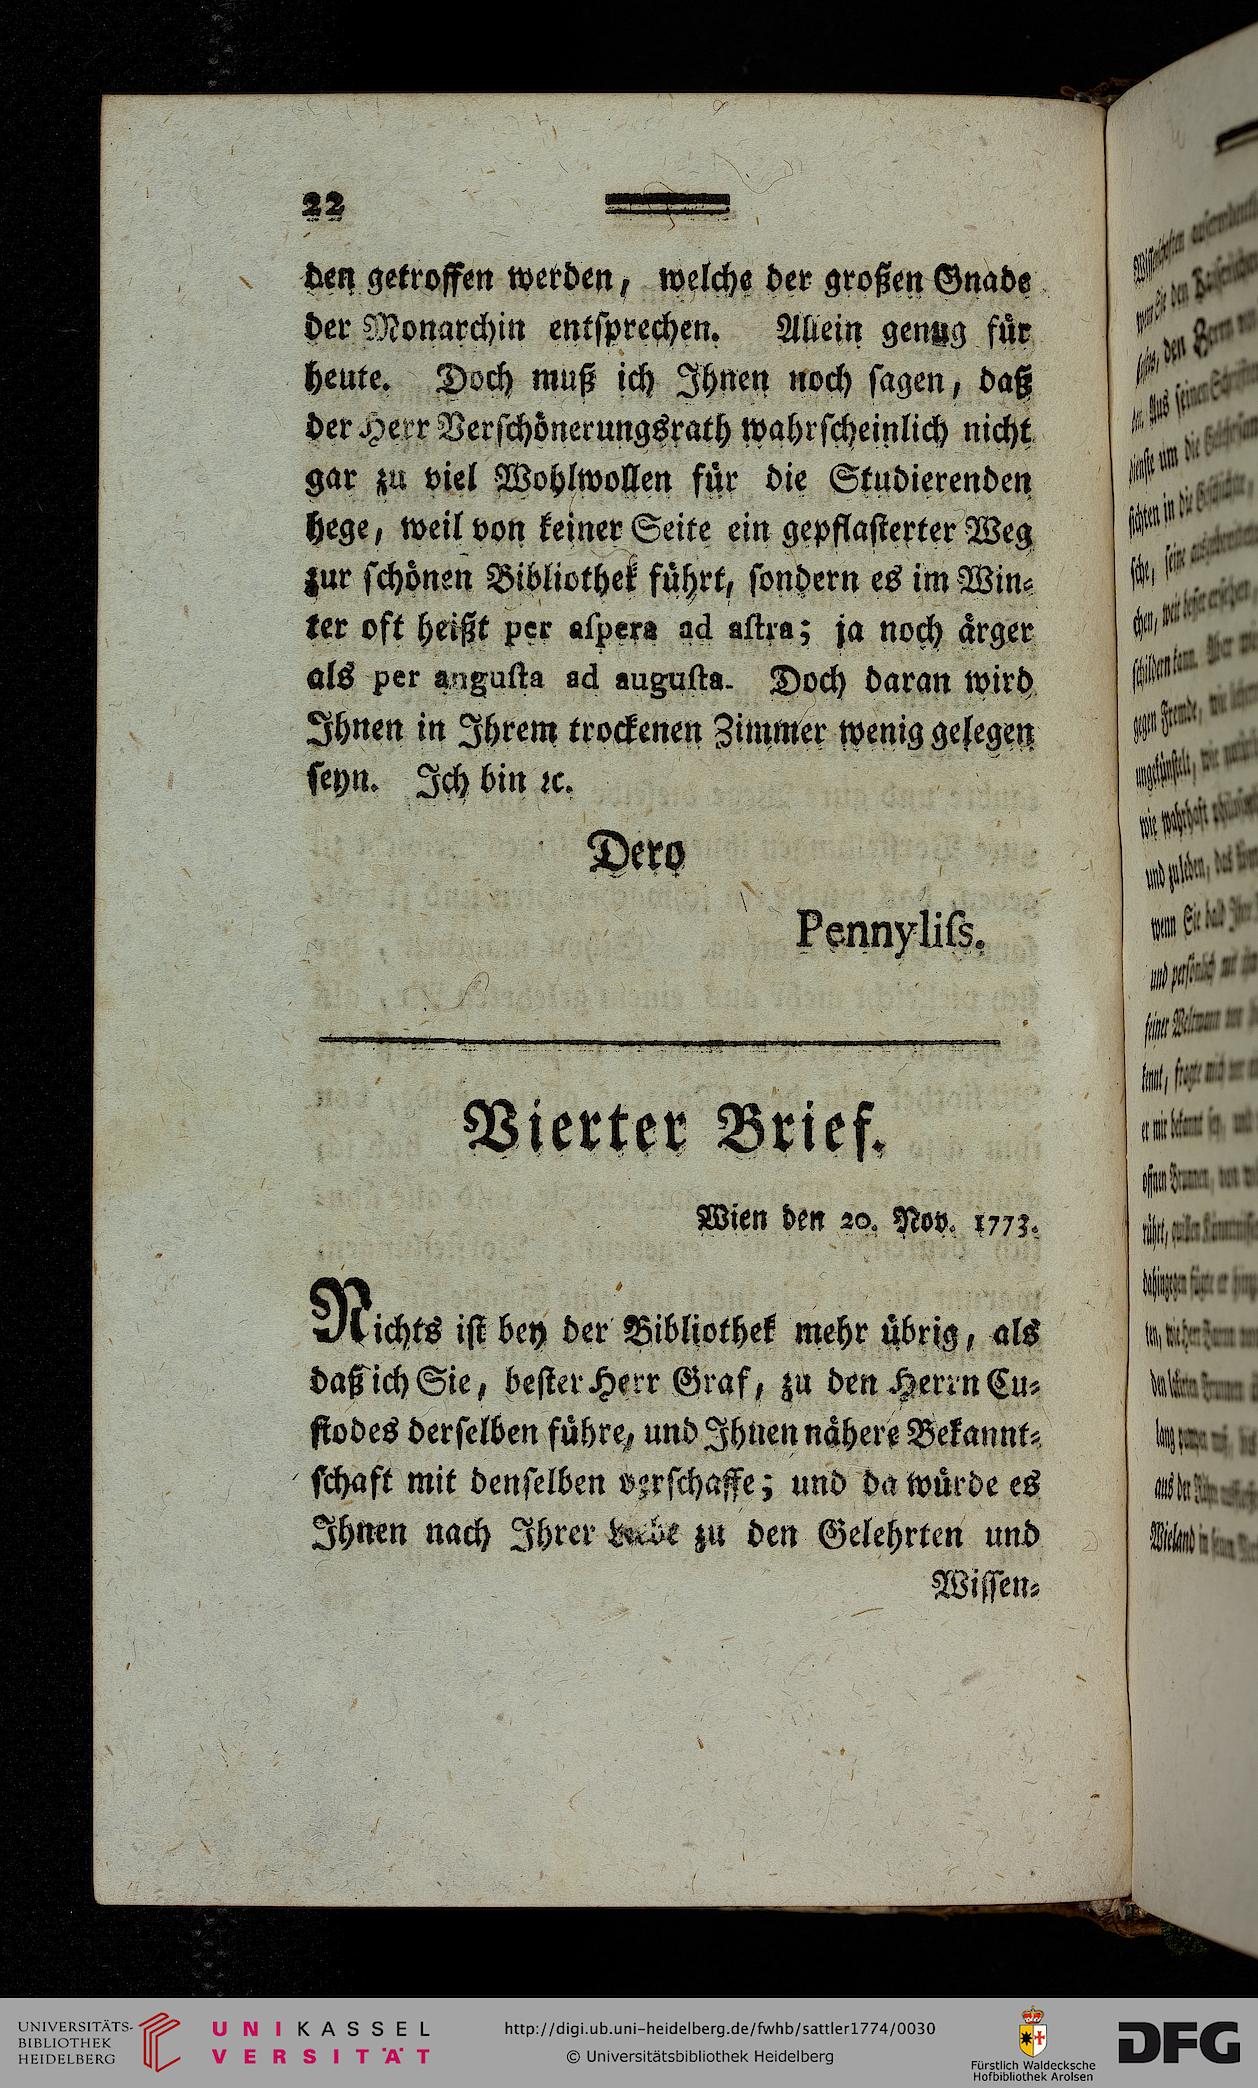 22
den getroffen werden, welche der großen Gnade
der Monarchin entſprechen. Allein genug für
heute. Doch muß ich Ihnen noch ſagen, daß
der Herr Verſchönerungsrath wahrſcheinlich nicht
gar zu viel Wohlwollen für die Studierenden
hege, weil von keiner Seite ein gepflaſterter Weg
zur ſchönen Bibliothek führt, ſondern es im Win⸗
ter oft heißt per aſpera ad aſtra; ja noch ärger
als per anguſta ad auguſta. Doch daran wird
Ihnen in Ihrem trockenen Zimmer wenig gelegen
ſeyn. Ich bin ꝛc.
Dero
Pennyliſs.
Vierter Brief.
Wien den 20. Nov. 1773.
Nichts iſt bey der Bibliothek mehr übrig, als
daß ich Sie, beſter Herr Graf, zu den Herrn Cu⸗
ſtodes derſelben führe, und Ihnen nähere Bekannt⸗
ſchaft mit denſelben verſchaffe; und da würde es
Ihnen nach Ihrer Liebe zu den Gelehrten und
Wiſſen⸗
UNIVERSITÄTS-
BIBLIOTHEK
HEIDELBERG
UNIKASSEL
VERSITÄT
http://digi.ub.uni-heidelberg.de/fwhb/sattler1774/0030
© Universitätsbibliothek Heidelberg
Fürstlich Waldecksche
Hofbibliothek Arolsen
DFG